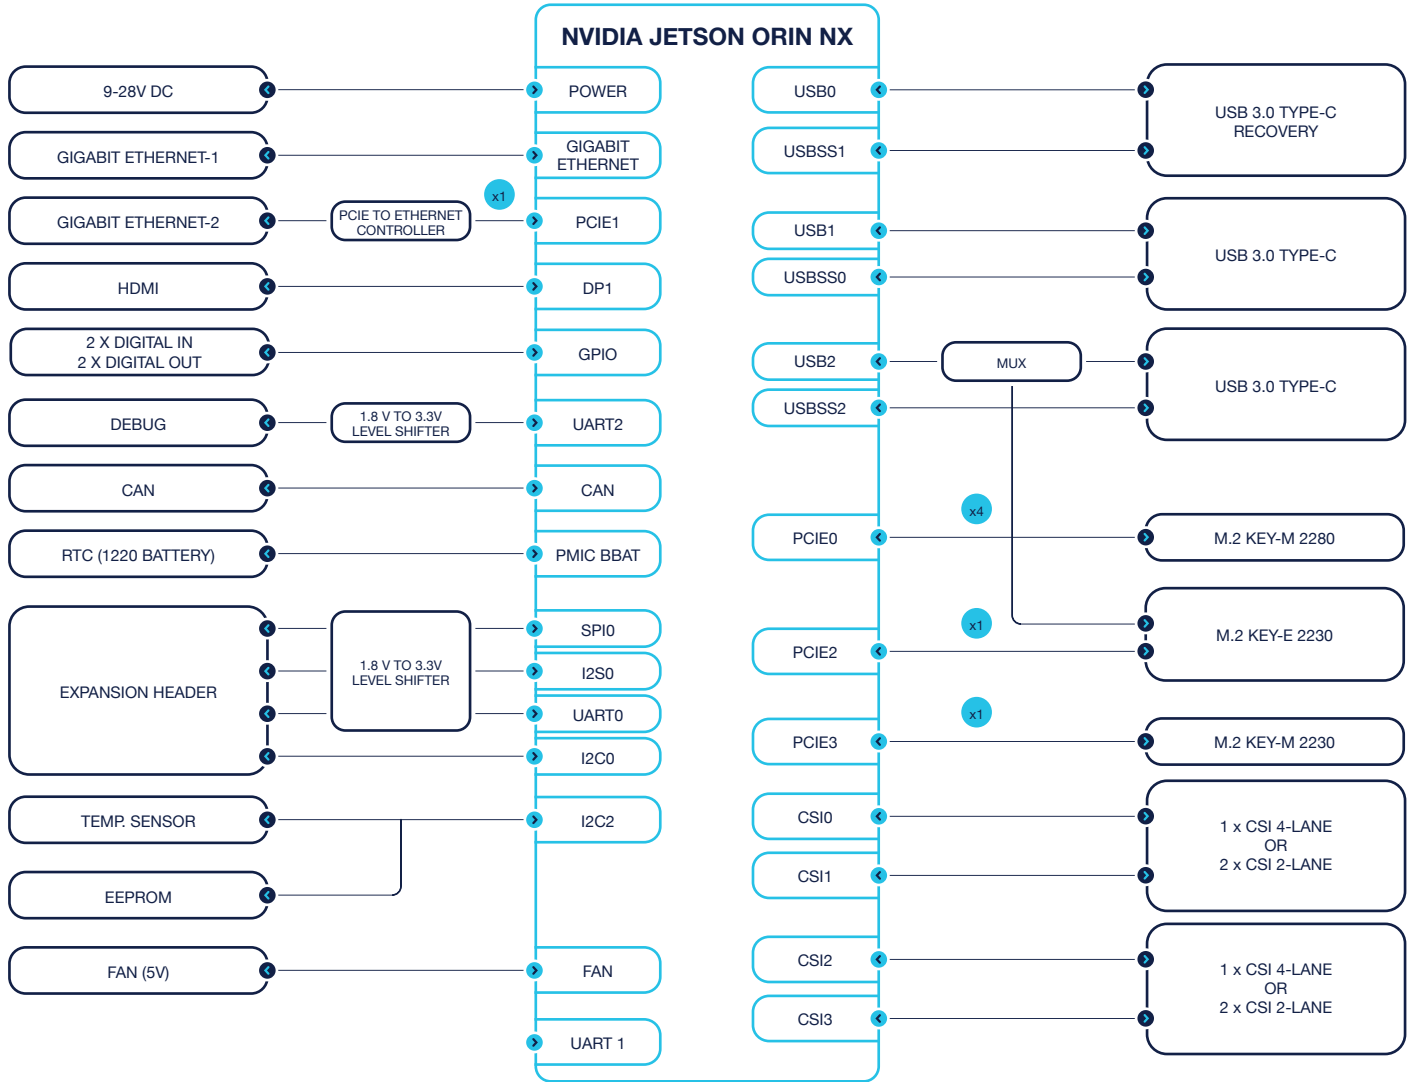 NVIDIA JETSON ORIN NX
9-28V DC
POWER
GIGABIT ETHERNET-1
GIGABIT
ETHERNET
GIGABIT ETHERNET-2
PCIE TO ETHERNET
CONTROLLER
x1
PCIE1
HDMI
DP1
2 X DIGITAL IN
2 X DIGITAL OUT
GPIO
DEBUG
1.8 V TO 3.3V
LEVEL SHIFTER
UART2
CAN
CAN
RTC (1220 BATTERY)
PMIC BBAT
EXPANSION HEADER
1.8 V TO 3.3V
LEVEL SHIFTER
SPI0
I2S0
UART0
I2C0
TEMP. SENSOR
I2C2
EEPROM
FAN (5V)
FAN
UART 1
USB0
USBSS1
USB 3.0 TYPE-C
RECOVERY
USB1
USBSS0
USB 3.0 TYPE-C
USB2
MUX
USBSS2
USB 3.0 TYPE-C
PCIE0
x4
M.2 KEY-M 2280
PCIE2
x1
M.2 KEY-E 2230
PCIE3
x1
M.2 KEY-M 2230
CSI0
CSI1
1 x CSI 4-LANE
OR
2 x CSI 2-LANE
CSI2
CSI3
1 x CSI 4-LANE
OR
2 x CSI 2-LANE